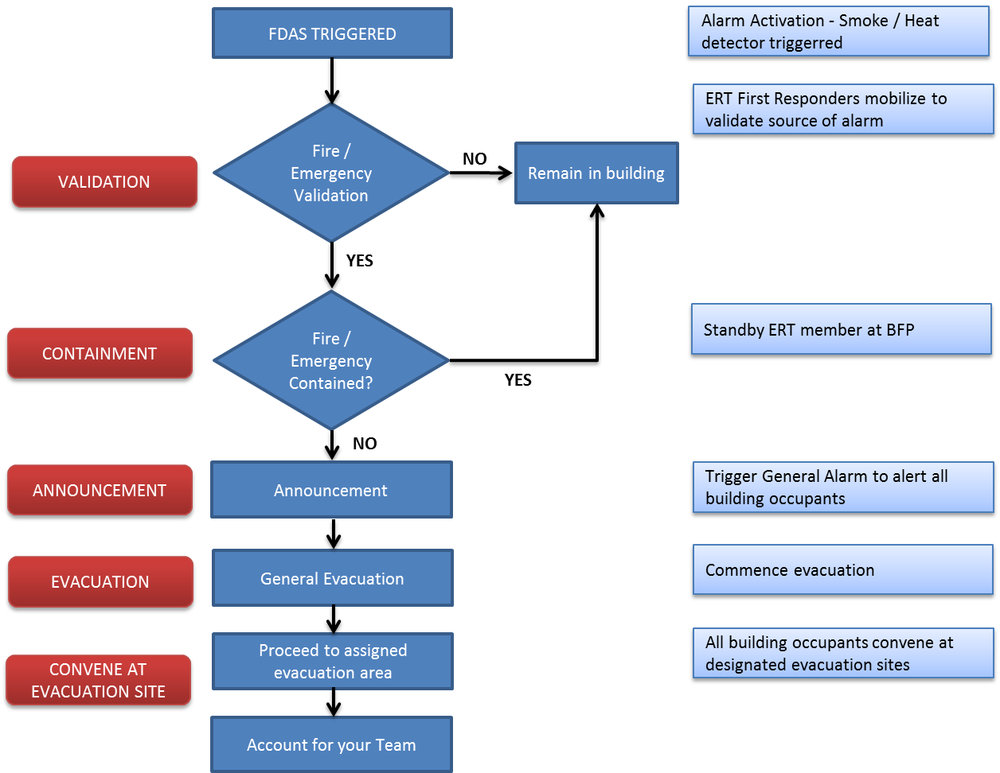 FDAS TRIGGERED
Alarm Activation - Smoke / Heat
detector triggerred
ERT First Responders mobilize to
validate source of alarm
VALIDATION
Fire /
Emergency
Validation
NO
Remain in building
YES
CONTAINMENT
Fire /
Emergency
Contained?
YES
Standby ERT member at BFP
NO
ANNOUNCEMENT
Announcement
Trigger General Alarm to alert all
building occupants
EVACUATION
General Evacuation
Commence evacuation
CONVENE AT
EVACUATION SITE
Proceed to assigned
evacuation area
All building occupants convene at
designated evacuation sites
Account for your Team